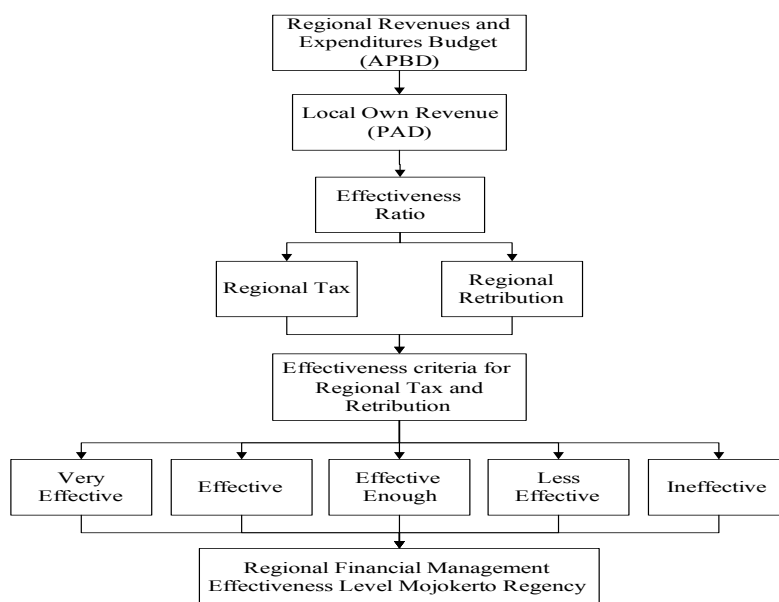 Regional Revenues and
Expenditures Budget
(APBD)
Local Own Revenue
(PAD)
Effectiveness
Ratio
Regional Tax
Regional
Retribution
Effectiveness criteria for
Regional Tax and
Retribution
Very
Effective
Effective
Effective
Enough
Less
Effective
Ineffective
Regional Financial Management
Effectiveness Level Mojokerto Regency